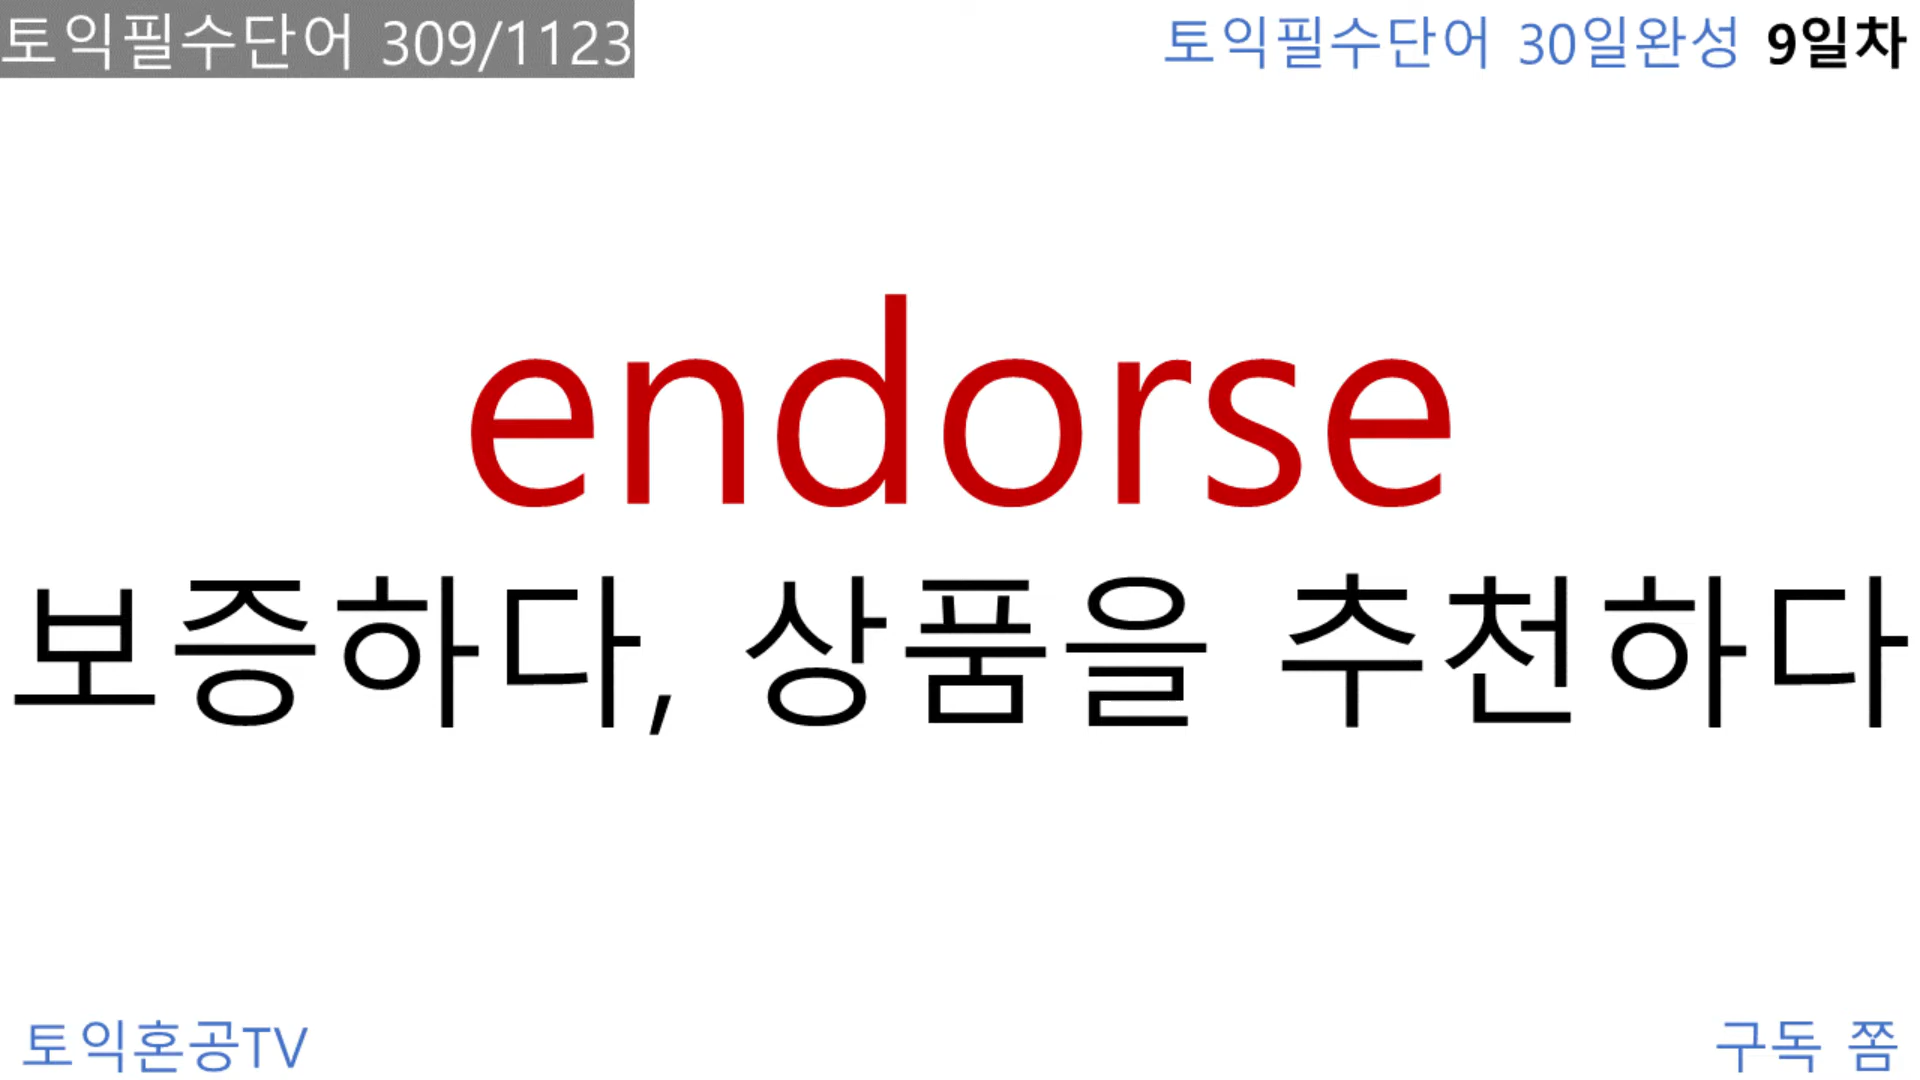 토익필수단어 309/1123
토익필수단어 30일완성 9일차
endorse
보증하다, 상품을 추천하다
토익혼공TV
구독 쫌